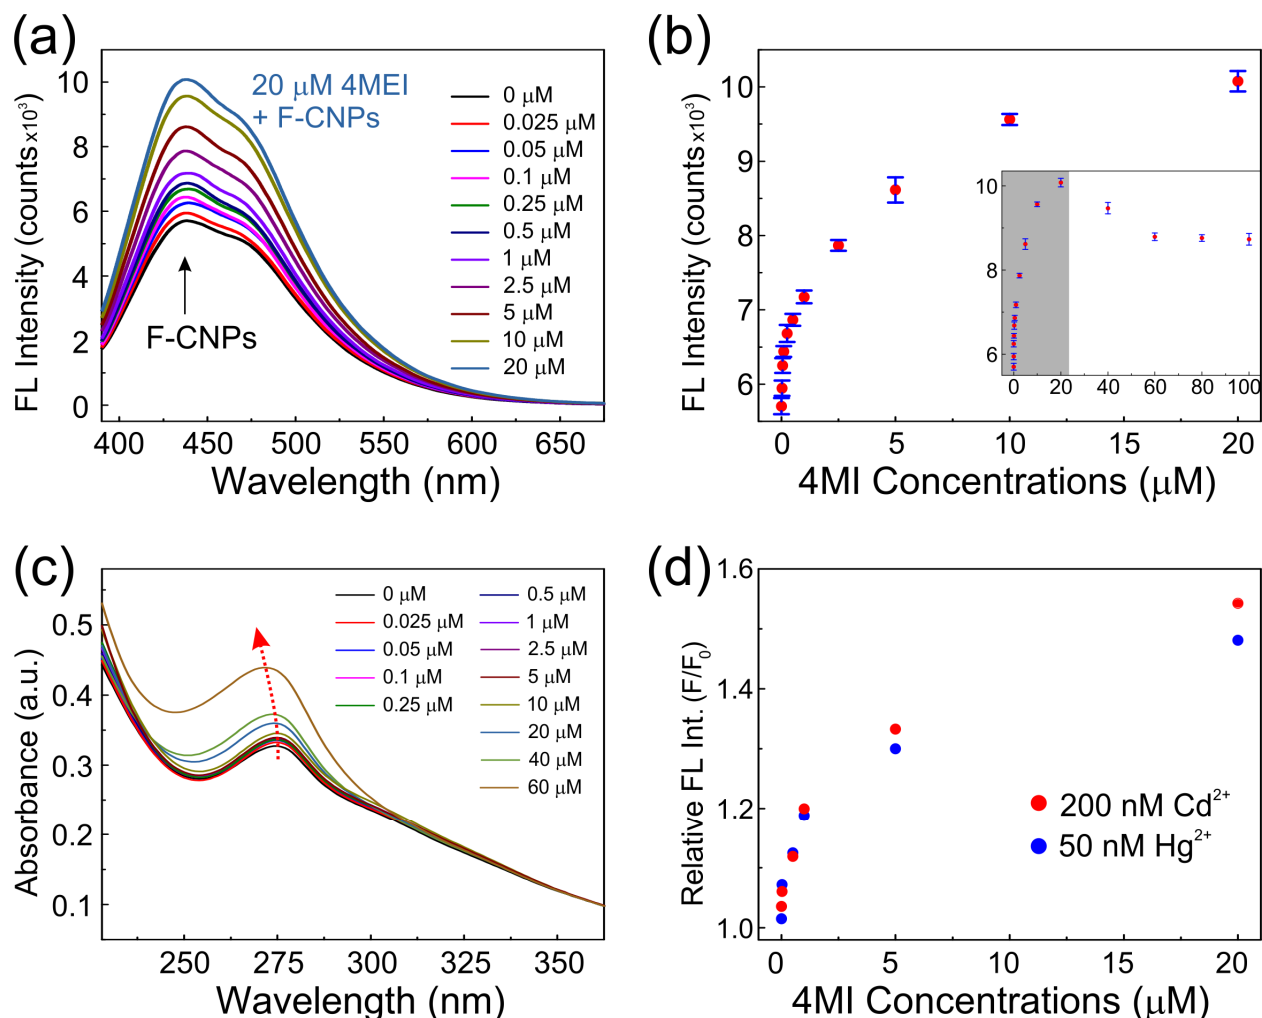 (a)
FL Intensity (counts x10³)
10
8
6
4
2
0
400
450
500
550
600
650
Wavelength (nm)
20 μM 4MEI
+ F-CNPs
F-CNPs
0 μM
0.025 μM
0.05 μM
0.1 μM
0.25 μM
0.5 μM
1 μM
2.5 μM
5 μM
10 μM
20 μM
(b)
FL Intensity (counts x10³)
10
9
8
7
6
0
5
10
15
20
4MI Concentrations (μM)
10
8
6
0
20
40
60
80
100
(c)
Absorbance (a.u.)
0.5
0.4
0.3
0.2
0.1
250
275
300
325
350
Wavelength (nm)
0 μM
0.025 μM
0.05 μM
0.1 μM
0.25 μM
0.5 μM
1 μM
2.5 μM
5 μM
10 μM
20 μM
40 μM
60 μM
(d)
Relative FL Int. (F/F₀)
1.6
1.4
1.2
1.0
0
5
10
15
20
4MI Concentrations (μM)
200 nM Cd²⁺
50 nM Hg²⁺